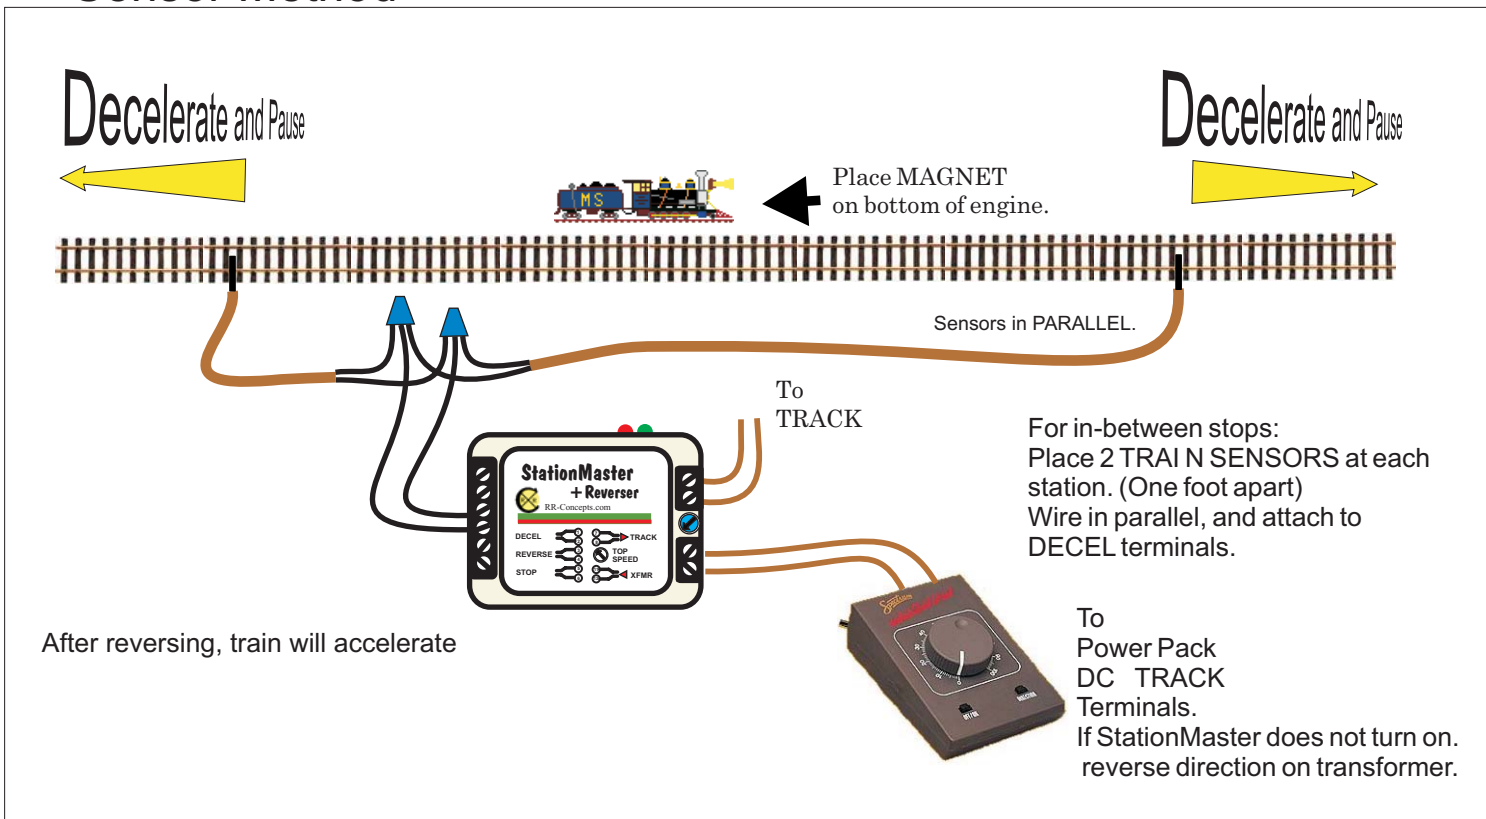 Sensor Method
Decelerate and Pause
Decelerate and Pause
Place MAGNET
on bottom of engine.
MS
Sensors in PARALLEL.
To
TRACK
For in-between stops:
Place 2 TRAI N SENSORS at each
station. (One foot apart)
Wire in parallel, and attach to
DECEL terminals.
StationMaster
+ Reverser
RR-Concepts.com
DECEL
TRACK
REVERSE
TOP
SPEED
STOP
XFMR
Spectrum
After reversing, train will accelerate
To
Power Pack
DC TRACK
Terminals.
If StationMaster does not turn on.
reverse direction on transformer.